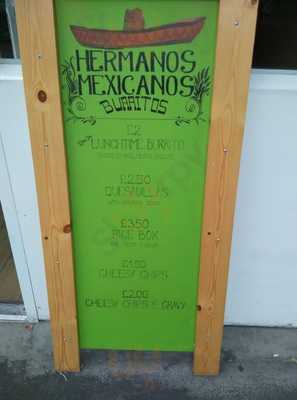 HERMANOS
MEXICANOS
BURRITOS
£2
LUNCHTIME BURRITO
£2.50
QUESADILLAS
£3.50
RICE BOX
£1.50
CHEESY CHIPS
£2.00
CHEESY CHIPS & GRAVY